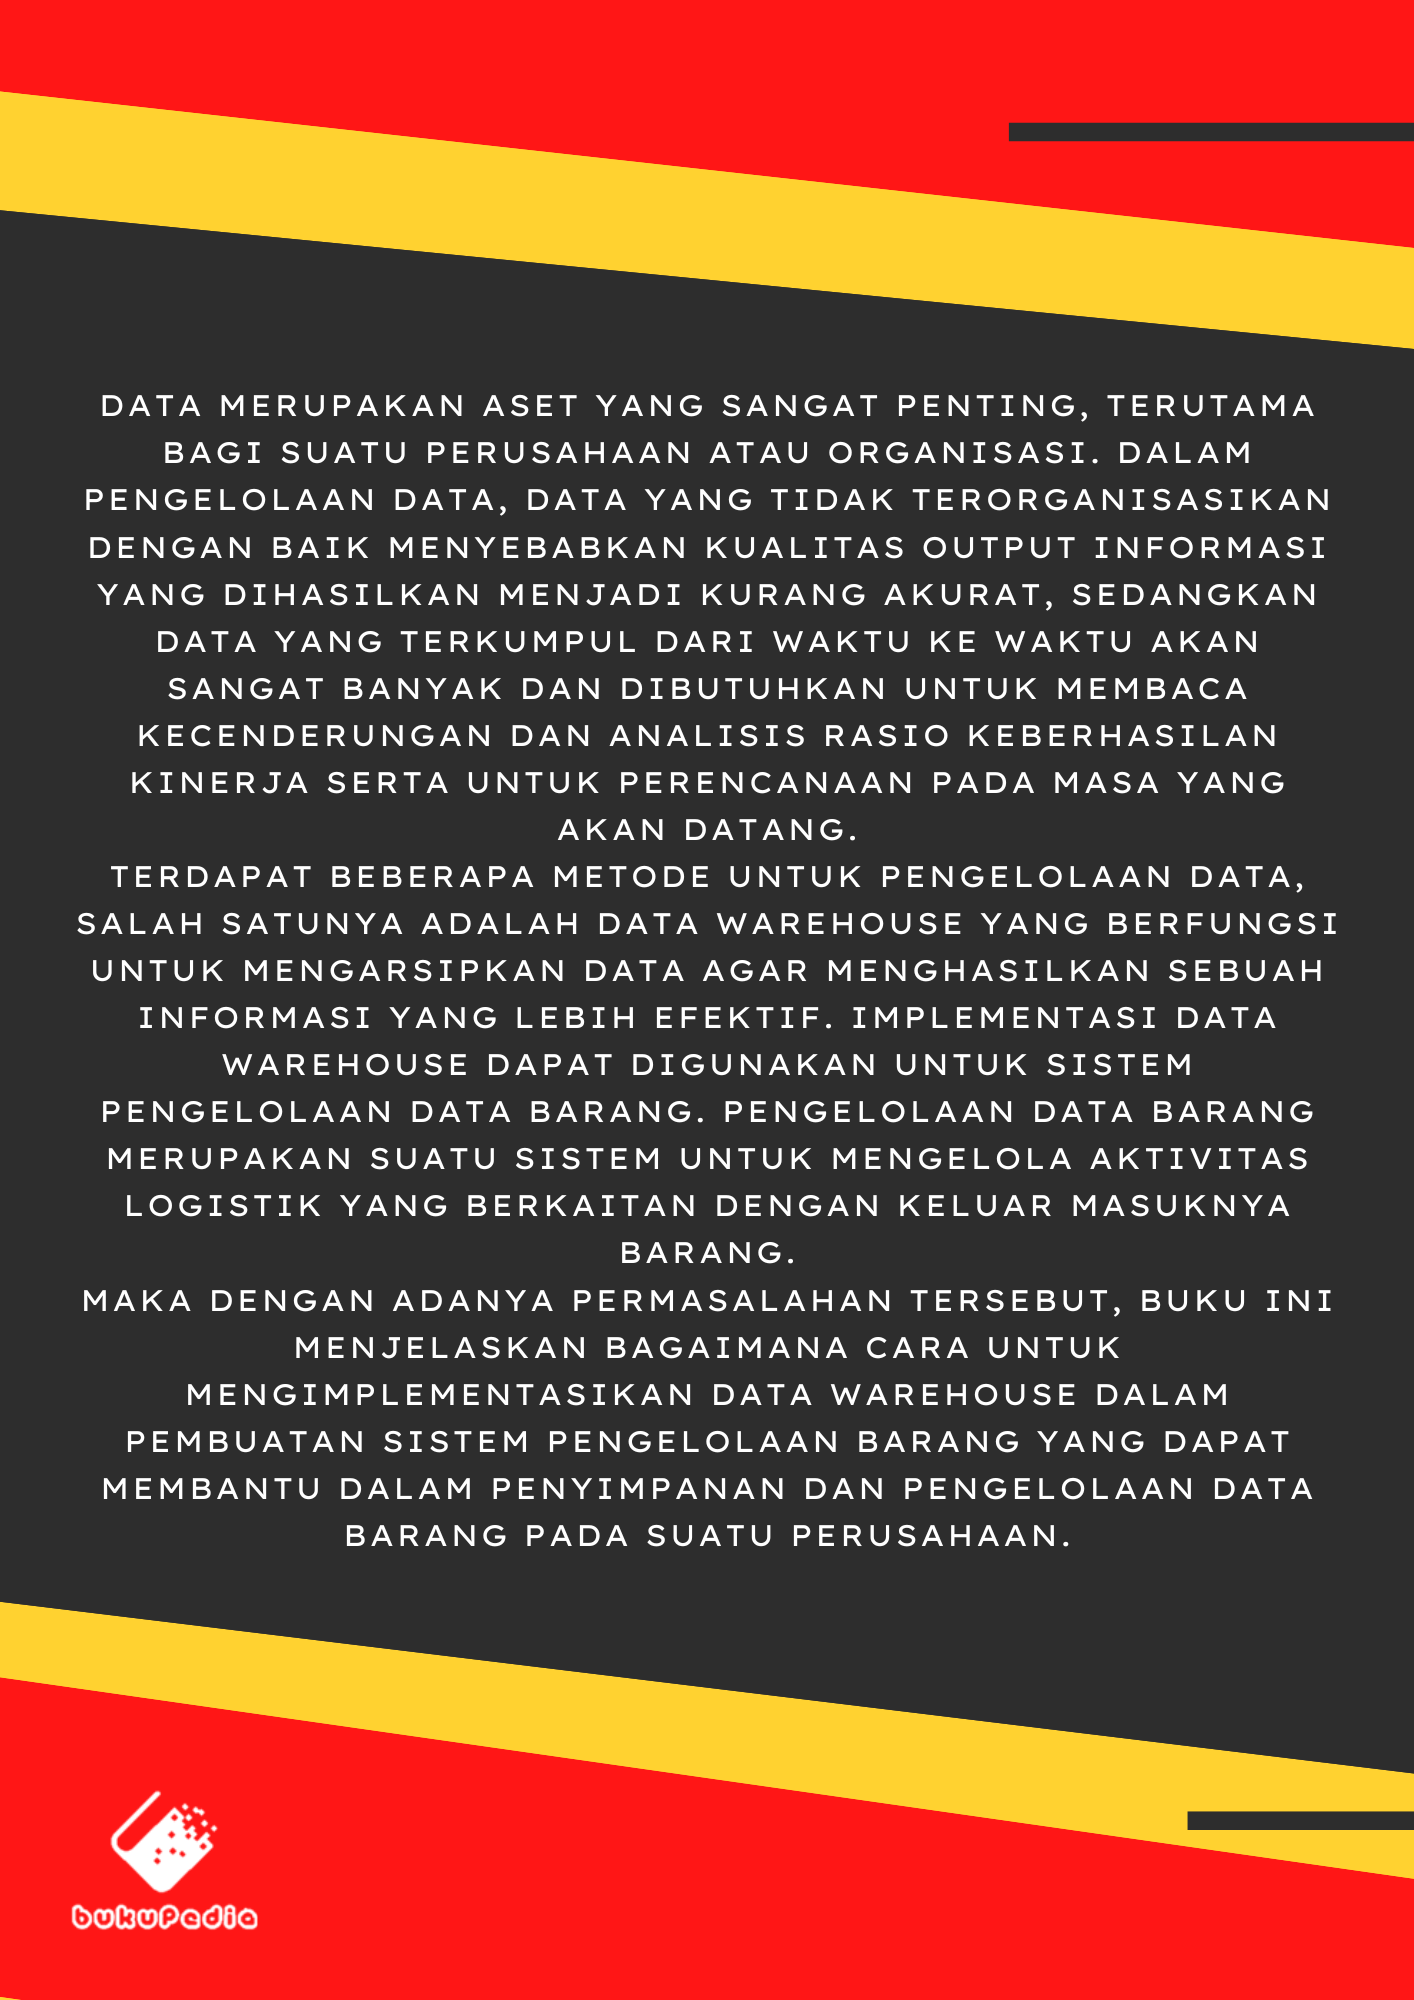 DATA MERUPAKAN ASET YANG SANGAT PENTING, TERUTAMA
BAGI SUATU PERUSAHAAN ATAU ORGANISASI. DALAM
PENGELOLAAN DATA, DATA YANG TIDAK TERORGANISASIKAN
DENGAN BAIK MENYEBABKAN KUALITAS OUTPUT INFORMASI
YANG DIHASILKAN MENJADI KURANG AKURAT, SEDANGKAN
DATA YANG TERKUMPUL DARI WAKTU KE WAKTU AKAN
SANGAT BANYAK DAN DIBUTUHKAN UNTUK MEMBACA
KECENDERUNGAN DAN ANALISIS RASIO KEBERHASILAN
KINERJA SERTA UNTUK PERENCANAAN PADA MASA YANG
AKAN DATANG.
TERDAPAT BEBERAPA METODE UNTUK PENGELOLAAN DATA,
SALAH SATUNYA ADALAH DATA WAREHOUSE YANG BERFUNGSI
UNTUK MENGARSIPKAN DATA AGAR MENGHASILKAN SEBUAH
INFORMASI YANG LEBIH EFEKTIF. IMPLEMENTASI DATA
WAREHOUSE DAPAT DIGUNAKAN UNTUK SISTEM
PENGELOLAAN DATA BARANG. PENGELOLAAN DATA BARANG
MERUPAKAN SUATU SISTEM UNTUK MENGELOLA AKTIVITAS
LOGISTIK YANG BERKAITAN DENGAN KELUAR MASUKNYA
BARANG.
MAKA DENGAN ADANYA PERMASALAHAN TERSEBUT, BUKU INI
MENJELASKAN BAGAIMANA CARA UNTUK
MENGIMPLEMENTASIKAN DATA WAREHOUSE DALAM
PEMBUATAN SISTEM PENGELOLAAN BARANG YANG DAPAT
MEMBANTU DALAM PENYIMPANAN DAN PENGELOLAAN DATA
BARANG PADA SUATU PERUSAHAAN.
bukuPedia